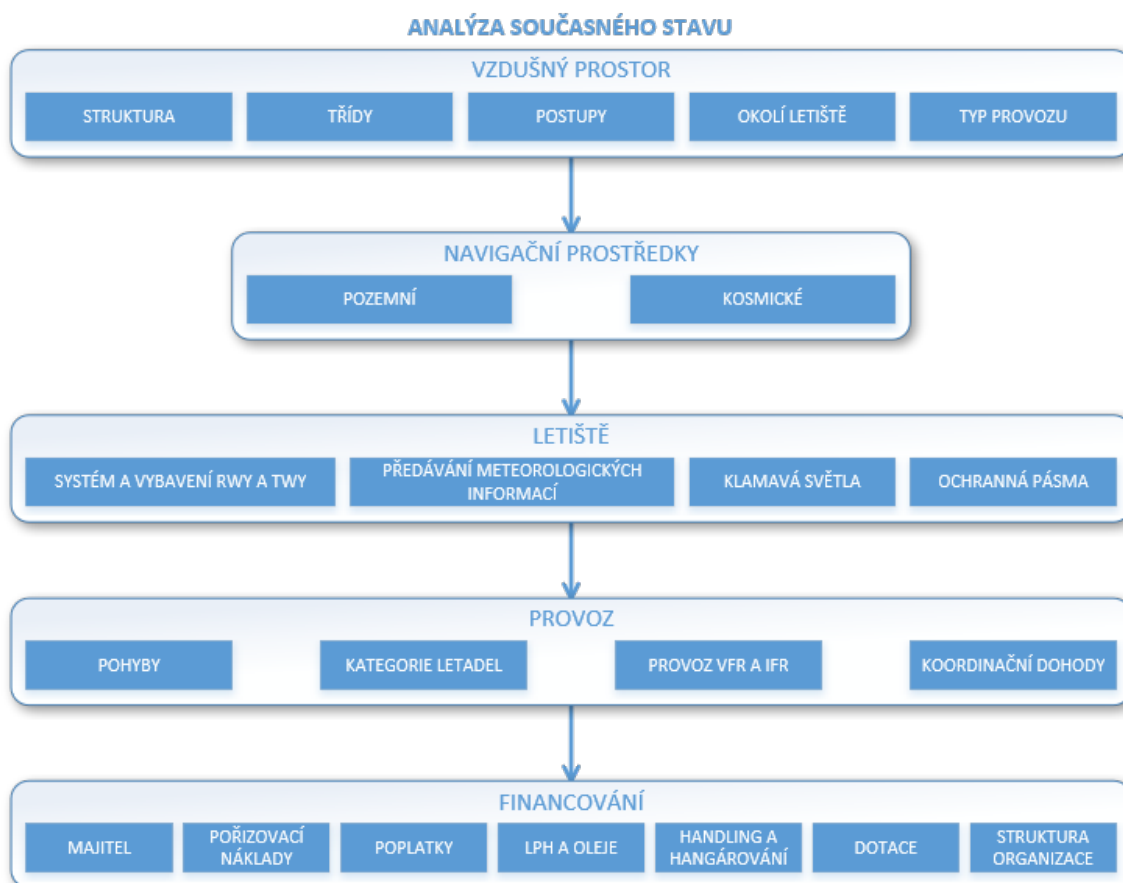 ANALÝZA SOUČASNÉHO STAVU
VZDUŠNÝ PROSTOR
STRUKTURA
TŘÍDY
POSTUPY
OKOLÍ LETIŠTĚ
TYP PROVOZU
NAVIGAČNÍ PROSTŘEDKY
POZEMNÍ
KOSMICKÉ
LETIŠTĚ
SYSTÉM A VYBAVENÍ RWY A TWY
PŘEDÁVÁNÍ METEOROLOGICKÝCH
INFORMACÍ
KLAMAVÁ SVĚTLA
OCHRANNÁ PÁSMA
PROVOZ
POHYBY
KATEGORIE LETADEL
PROVOZ VFR A IFR
KOORDINAČNÍ DOHODY
FINANCOVÁNÍ
MAJITEL
POŘIZOVACÍ
NÁKLADY
POPLATKY
LPH A OLEJE
HANDLING A
HANGÁROVÁNÍ
DOTACE
STRUKTURA
ORGANIZACE